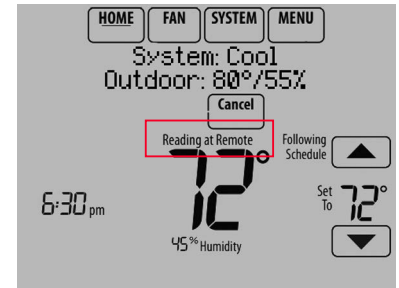 HOME FAN SYSTEM MENU
System: Cool
Outdoor: 80°/55%
Cancel
Reading at Remote
72°
45% Humidity
6:30 pm
Following
Schedule
Set
To
72°